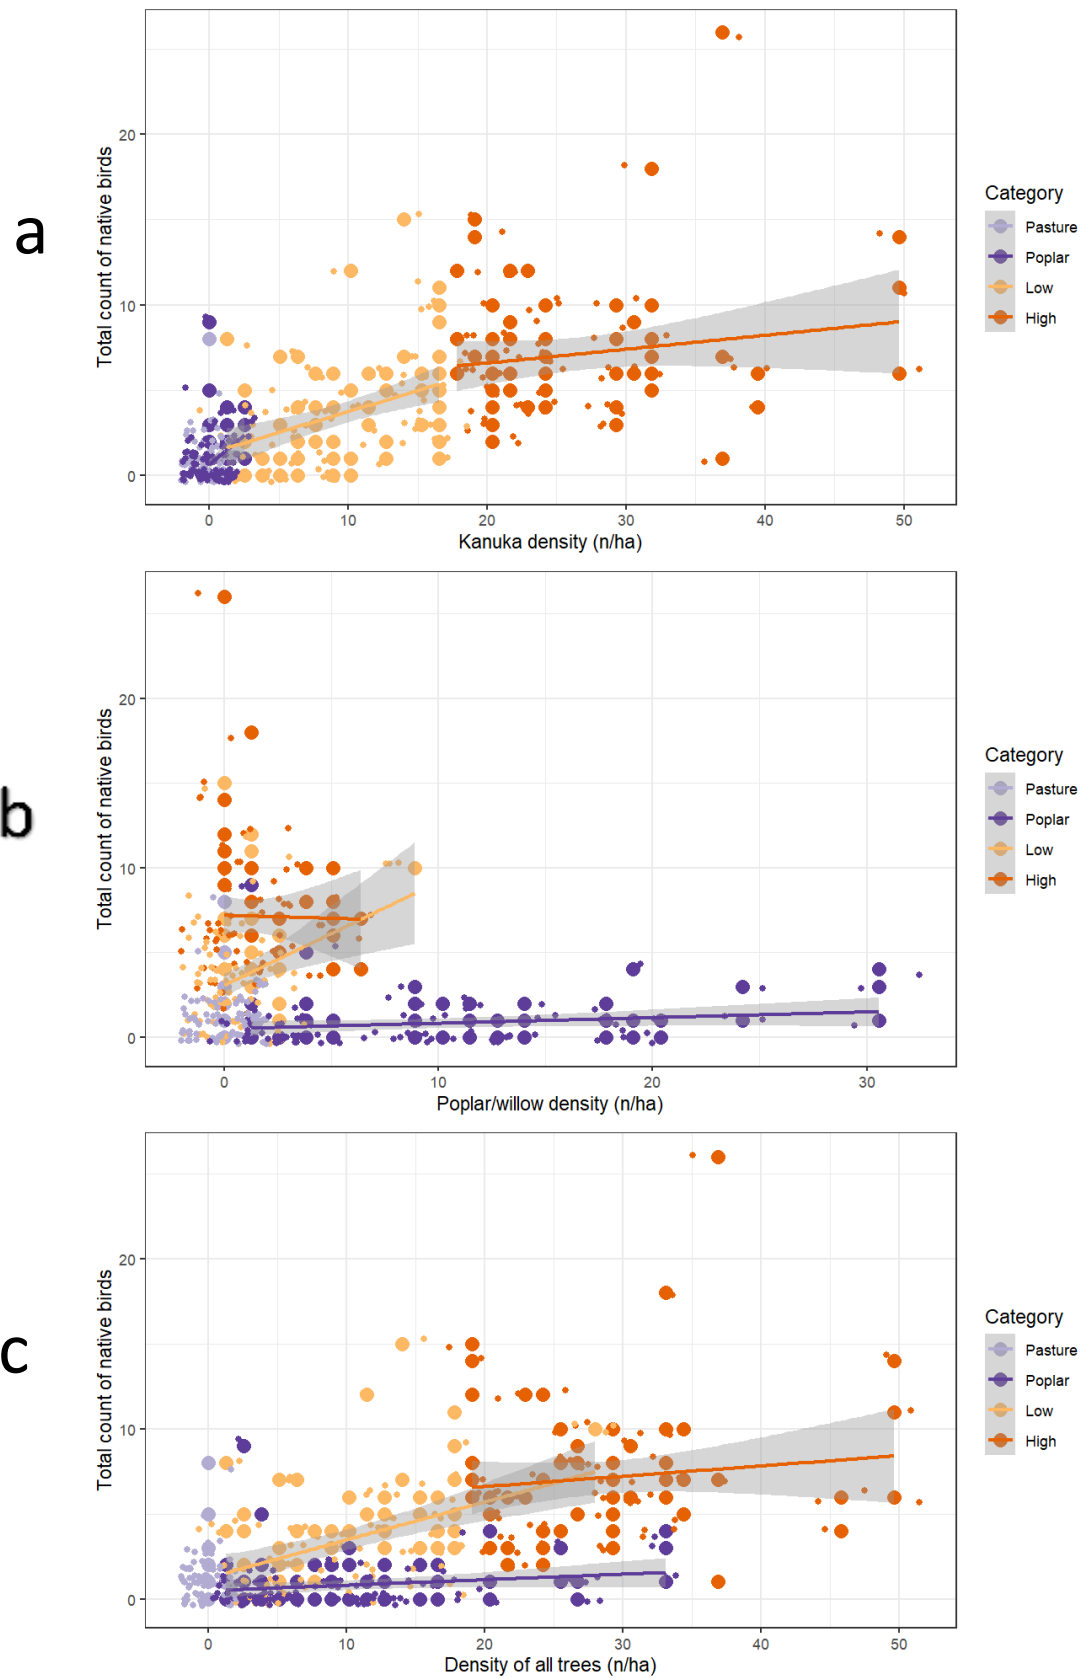 a
Total count of native birds
20
10
0
0 10 20 30 40 50
Kanuka density (n/ha)
Category
Pasture
Poplar
Low
High
b
Total count of native birds
20
10
0
0 10 20 30
Poplar/willow density (n/ha)
Category
Pasture
Poplar
Low
High
c
Total count of native birds
20
10
0
0 10 20 30 40 50
Density of all trees (n/ha)
Category
Pasture
Poplar
Low
High